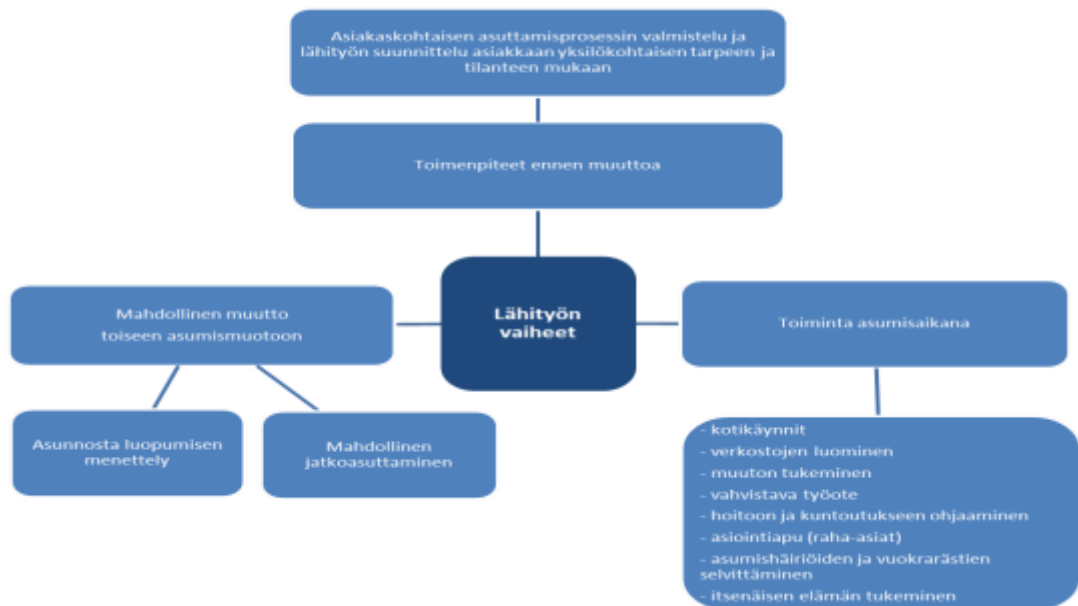 Asiakaskohtaisen asuttamisprosessin valmistelu ja
lähityön suunnittelu asiakkaan yksilökohtaisen tarpeen ja
tilanteen mukaan
Toimenpiteet ennen muuttoa
Lähityön
vaiheet
Mahdollinen muutto
toiseen asumismuotoon
Asunnosta luopumisen
menettely
Mahdollinen
jatkoasuttaminen
Toiminta asumisaikana
- kotikäynnit
- verkostojen luominen
- muuton tukeminen
- vahvistava työote
- hoitoon ja kuntoutukseen ohjaaminen
- asiointiapu (raha-asiat)
- asumishäiriöiden ja vuokrarästien
selvittäminen
- itsenäisen elämän tukeminen